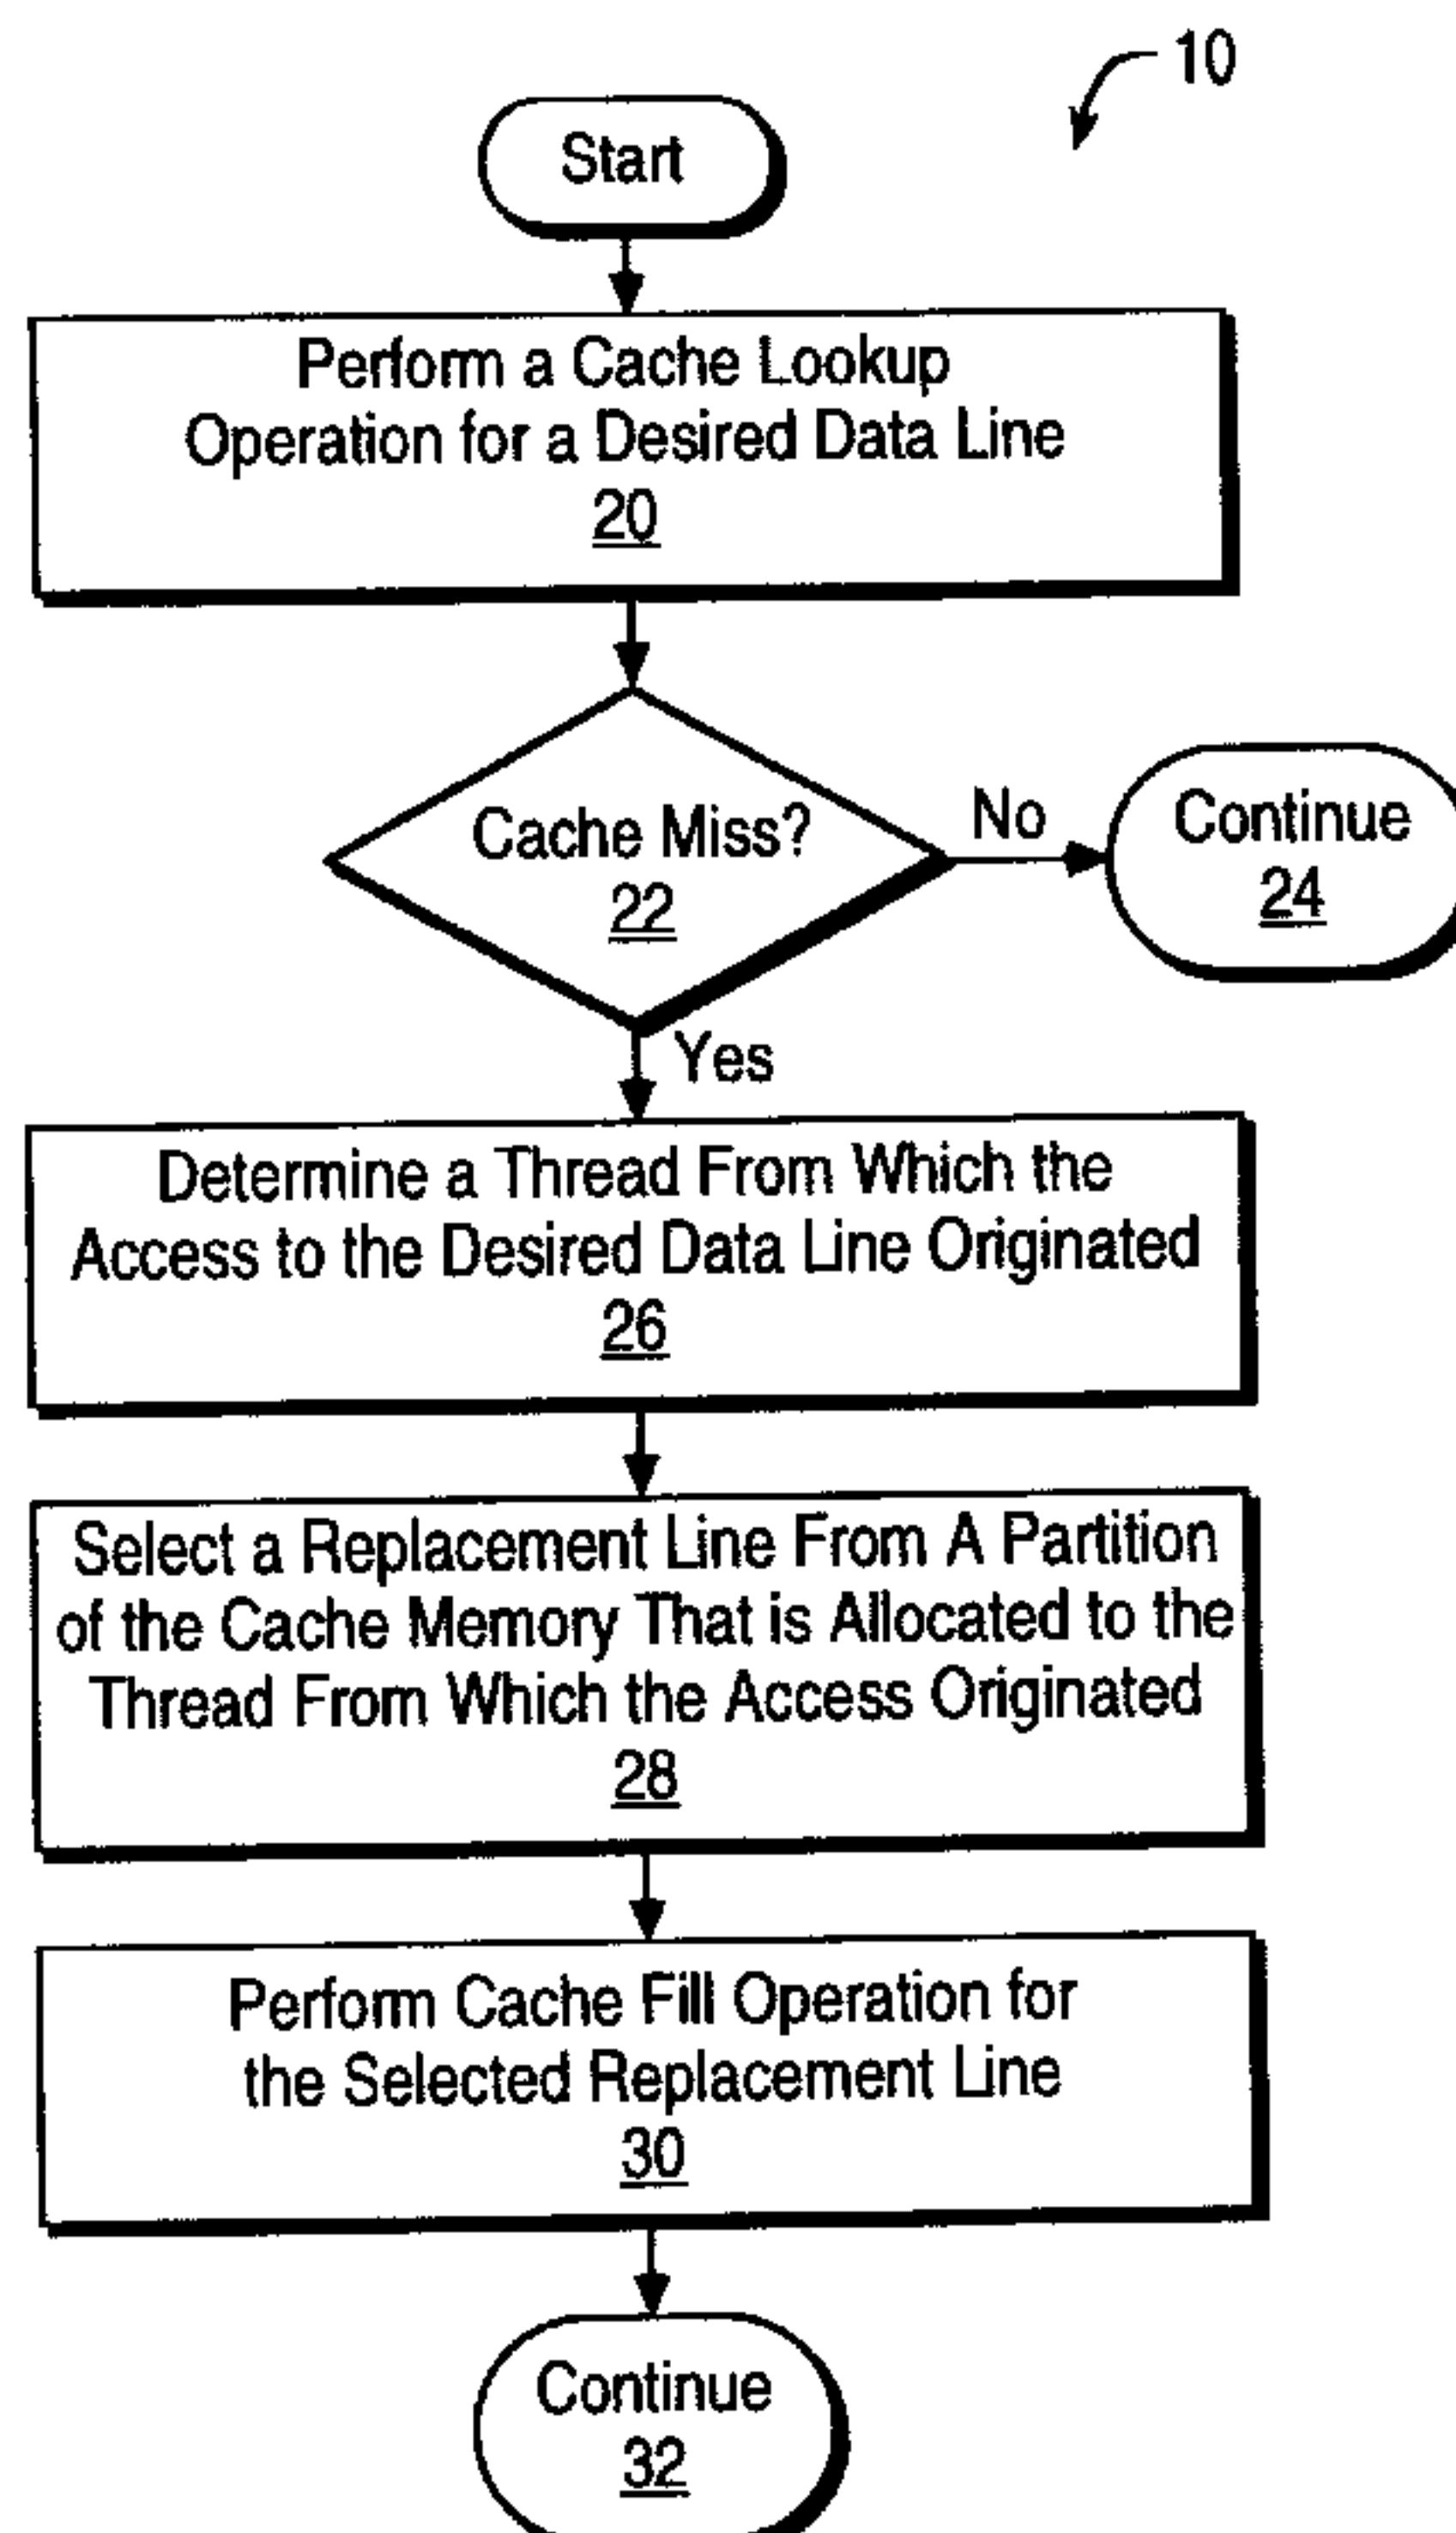 10
Start
Perform a Cache Lookup
Operation for a Desired Data Line
20
Cache Miss?
22
No
Continue
24
Yes
Determine a Thread From Which the
Access to the Desired Data Line Originated
26
Select a Replacement Line From A Partition
of the Cache Memory That is Allocated to the
Thread From Which the Access Originated
28
Perform Cache Fill Operation for
the Selected Replacement Line
30
Continue
32